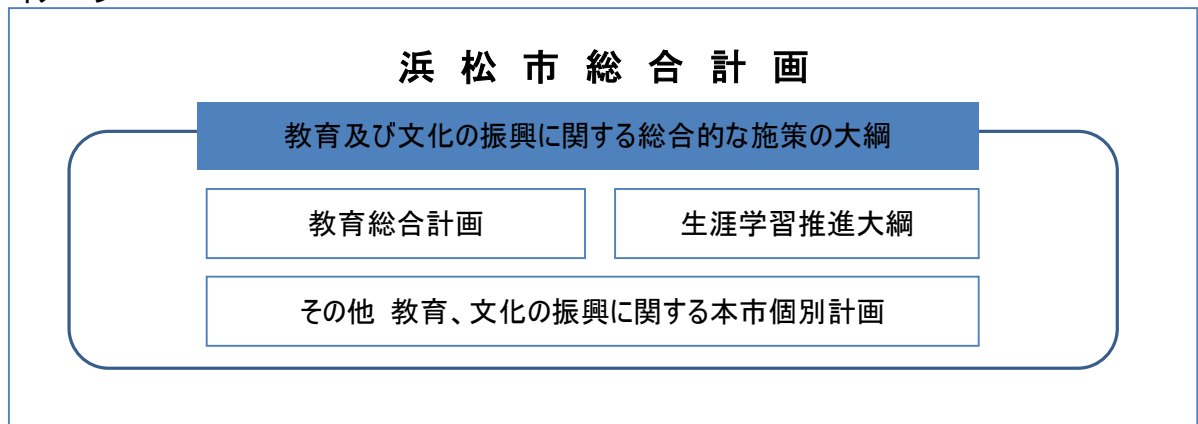 浜松市総合計画
教育及び文化の振興に関する総合的な施策の大綱
教育総合計画
生涯学習推進大綱
その他 教育、文化の振興に関する本市個別計画